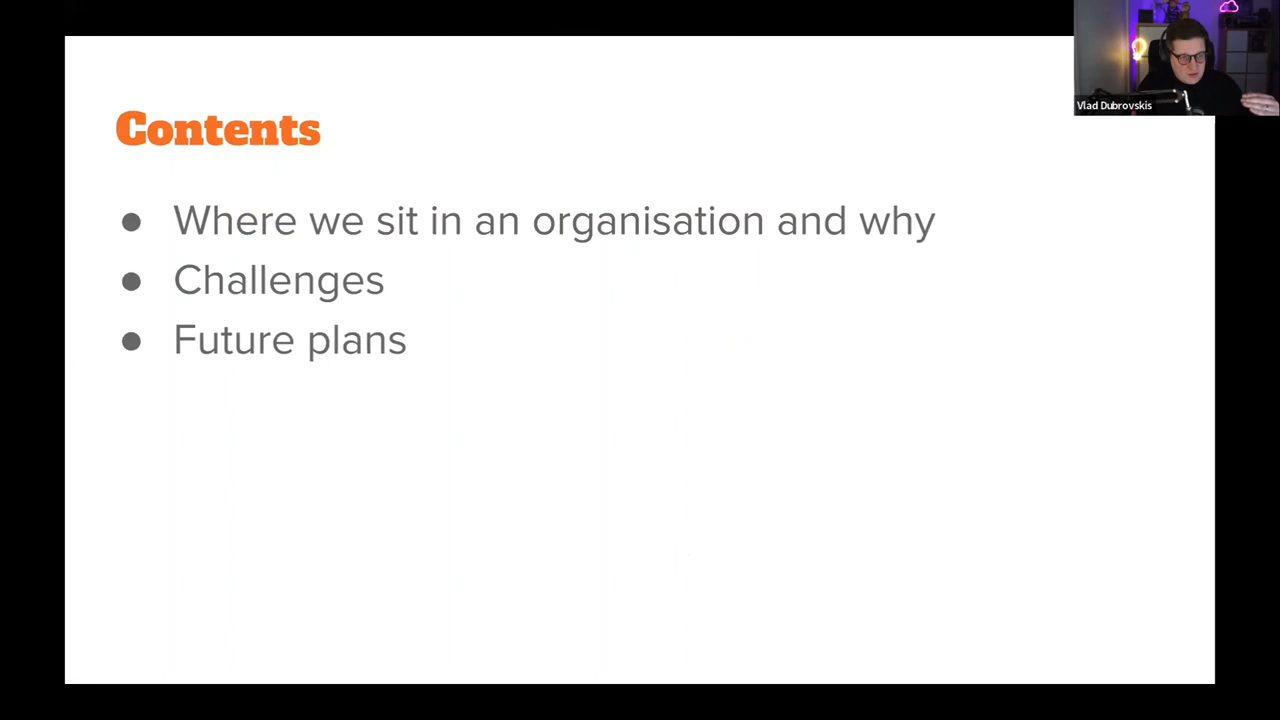 Contents
● Where we sit in an organisation and why
● Challenges
● Future plans
Vlad Dubrovskis